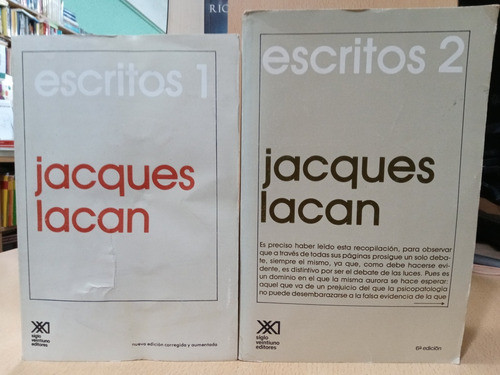 RIC
escritos 1
jacques
lacan
siglo
veintiuno
editores
nueva edición corregida y aumentada
escritos 2
jacques
lacan
Es preciso haber leído esta recopilación, para observar
que a través de todas sus páginas prosigue un solo deba-
te, siempre el mismo, ya que, como debe hacerse evi-
dente, es distintivo por ser el debate de las luces. Pues es
un dominio en el que la misma aurora se hace esperar:
aquel que va de un prejuicio del que la psicopatología
no puede desembarazarse a la falsa evidencia de la que
siglo
veintiuno
editores
6ª edición